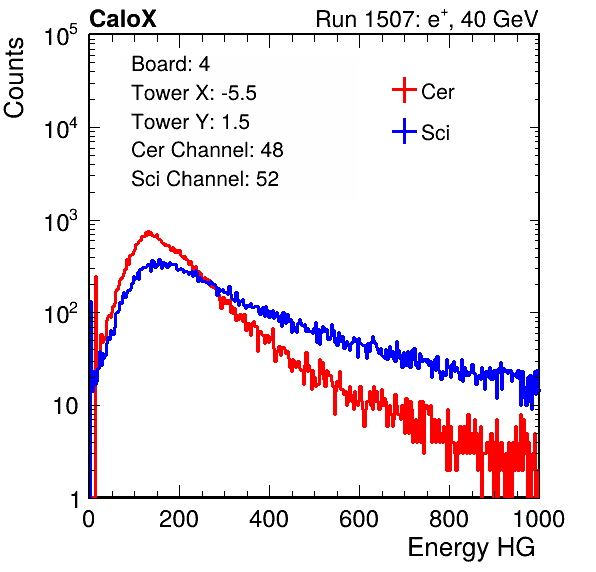 CaloX Run 1507: e⁺, 40 GeV
Counts
Board: 4
Tower X: -5.5
Tower Y: 1.5
Cer Channel: 48
Sci Channel: 52
Cer
Sci
10⁵
10⁴
10³
10²
10
1
0 200 400 600 800 1000
Energy HG